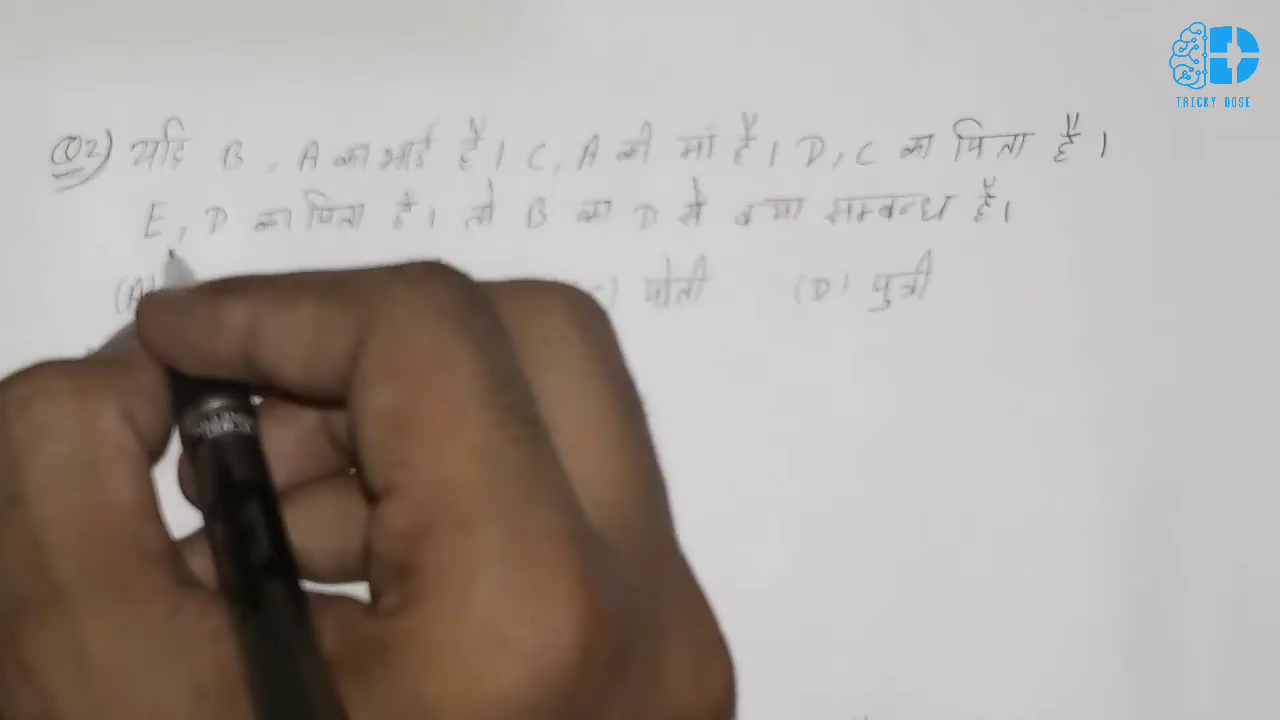 Q2) यदि B, A का भाई है। C, A की मां है। D, C का पिता है।
E, D का पिता है। तो B का D से क्या सम्बन्ध है।
(A) पोती (D) पुत्री
TRICKY DOSE